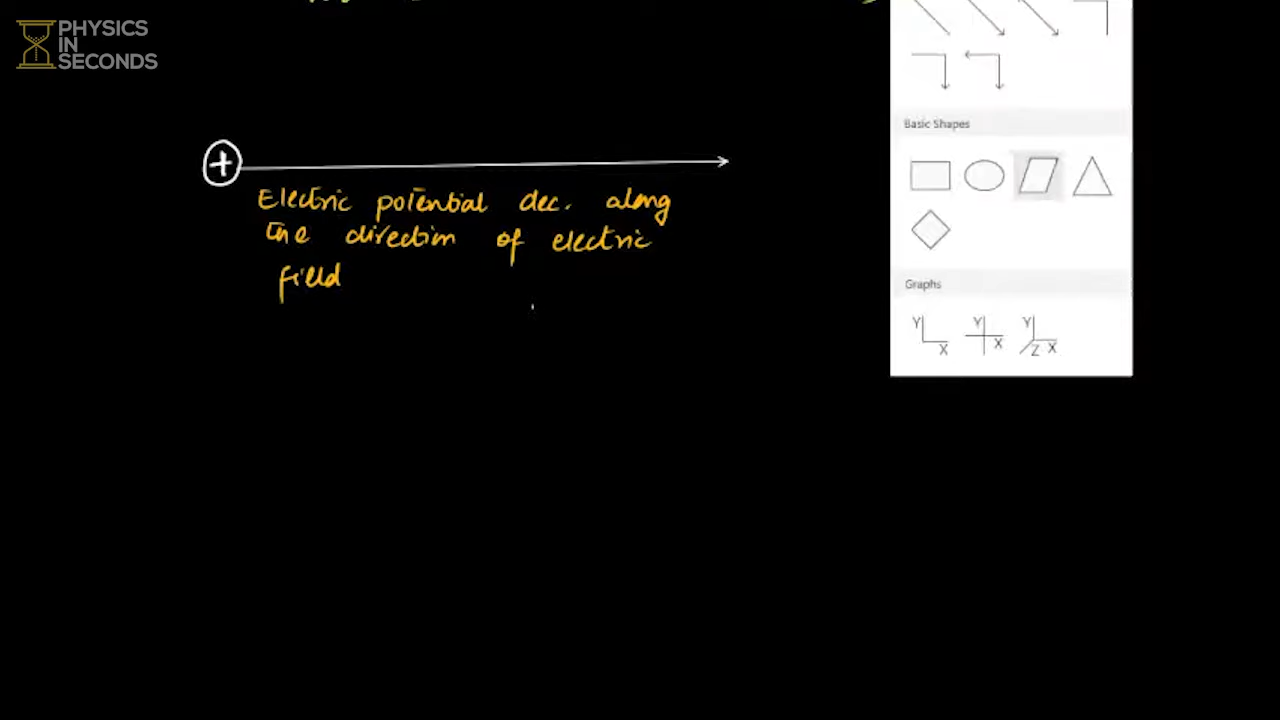 PHYSICS
IN
SECONDS
Electric potential dec. along
the direction of electric
field
Basic Shapes
Graphs
Y X
Y X
Y Z X